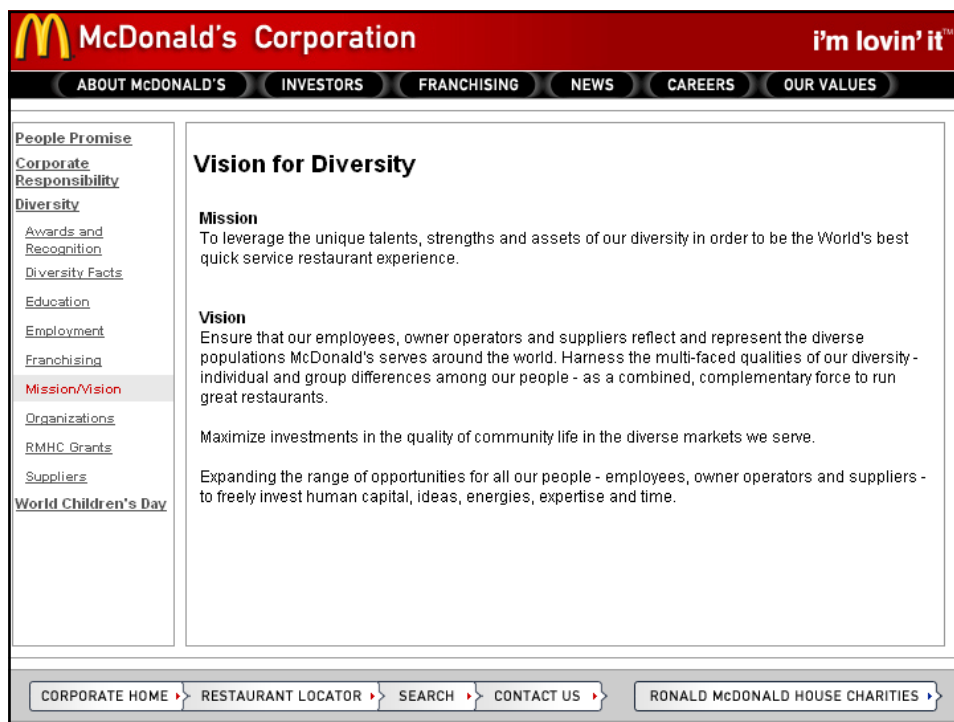 McDonald's Corporation
i'm lovin' it™
ABOUT McDONALD'S
INVESTORS
FRANCHISING
NEWS
CAREERS
OUR VALUES
People Promise
Corporate
Responsibility
Diversity
Awards and
Recognition
Diversity Facts
Education
Employment
Franchising
Mission/Vision
Organizations
RMHC Grants
Suppliers
World Children's Day
Vision for Diversity
Mission
To leverage the unique talents, strengths and assets of our diversity in order to be the World's best
quick service restaurant experience.
Vision
Ensure that our employees, owner operators and suppliers reflect and represent the diverse
populations McDonald's serves around the world. Harness the multi-faced qualities of our diversity -
individual and group differences among our people - as a combined, complementary force to run
great restaurants.
Maximize investments in the quality of community life in the diverse markets we serve.
Expanding the range of opportunities for all our people - employees, owner operators and suppliers -
to freely invest human capital, ideas, energies, expertise and time.
CORPORATE HOME
RESTAURANT LOCATOR
SEARCH
CONTACT US
RONALD McDONALD HOUSE CHARITIES